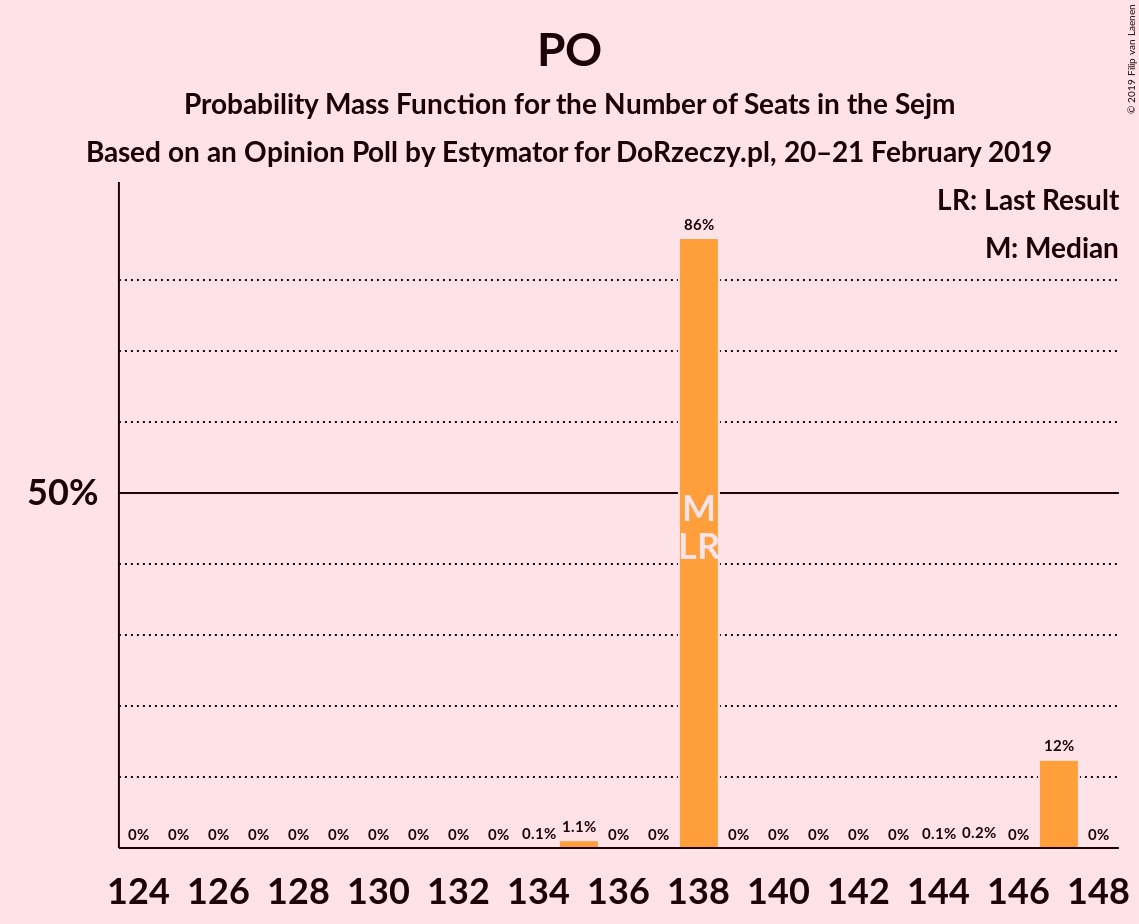 PO
Probability Mass Function for the Number of Seats in the Sejm
Based on an Opinion Poll by Estymator for DoRzeczy.pl, 20–21 February 2019
© 2019 Filip van Laenen
LR: Last Result
M: Median
86%
50%
M
LR
12%
0% 0% 0% 0% 0% 0% 0% 0% 0% 0% 0.1% 1.1% 0% 0% 0% 0% 0% 0% 0% 0.1% 0.2% 0% 0%
124 126 128 130 132 134 136 138 140 142 144 146 148